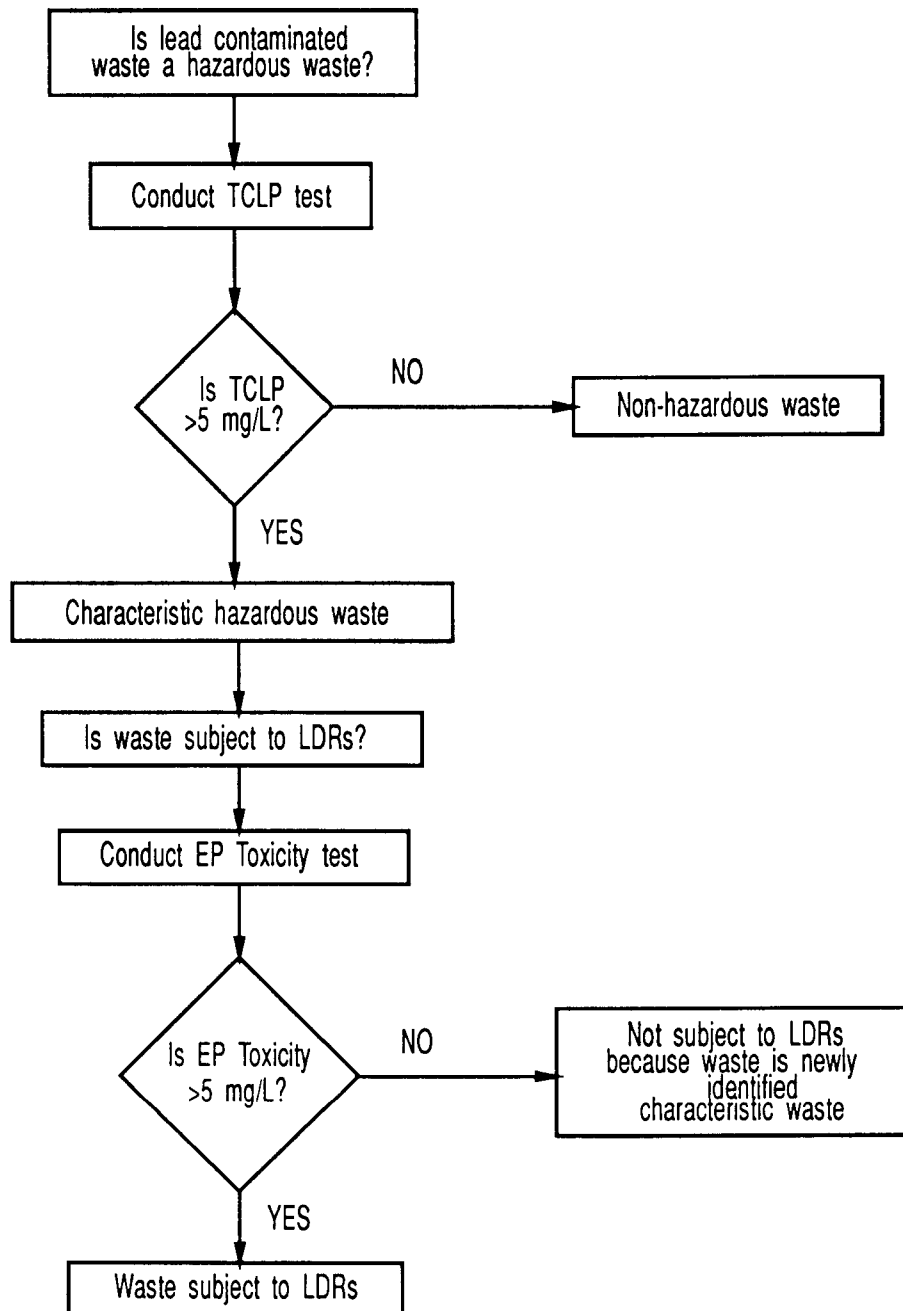 Is lead contaminated
waste a hazardous waste?
Conduct TCLP test
Is TCLP
>5 mg/L?
NO
Non-hazardous waste
YES
Characteristic hazardous waste
Is waste subject to LDRs?
Conduct EP Toxicity test
Is EP Toxicity
>5 mg/L?
NO
Not subject to LDRs
because waste is newly
identified
characteristic waste
YES
Waste subject to LDRs